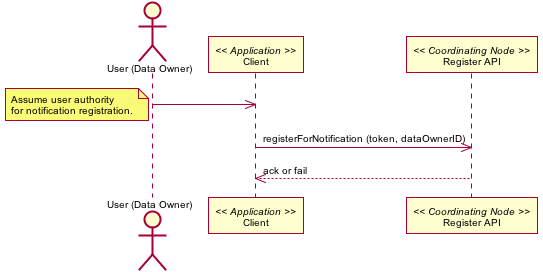 User (Data Owner)
<< Application >>
Client
<< Coordinating Node >>
Register API
Assume user authority
for notification registration.
registerForNotification (token, dataOwnerID)
ack or fail
User (Data Owner)
<< Application >>
Client
<< Coordinating Node >>
Register API